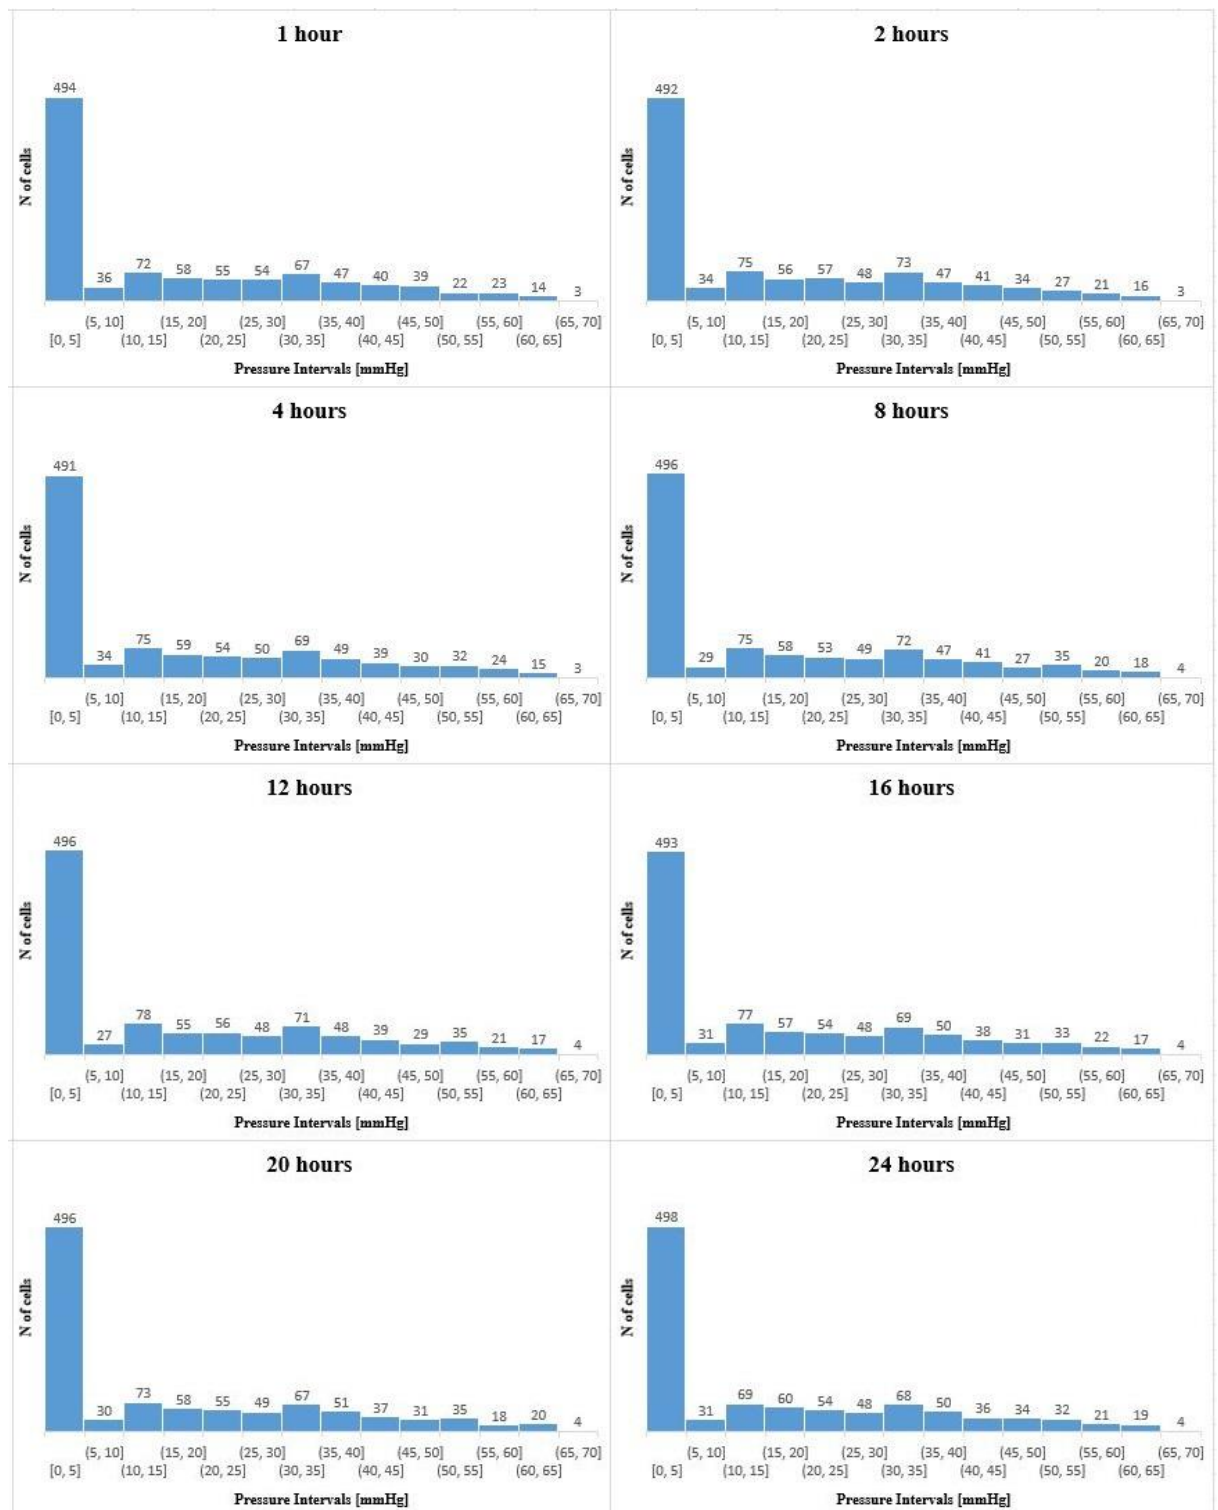 1 hour
494
36 72 58 55 54 67 47 40 39 22 23 14 3
N of cells
(5, 10] (15, 20] (25, 30] (35, 40] (45, 50] (55, 60] (65, 70]
[0, 5] (10, 15] (20, 25] (30, 35] (40, 45] (50, 55] (60, 65]
Pressure Intervals [mmHg]
2 hours
492
34 75 56 57 48 73 47 41 34 27 21 16 3
N of cells
(5, 10] (15, 20] (25, 30] (35, 40] (45, 50] (55, 60] (65, 70]
[0, 5] (10, 15] (20, 25] (30, 35] (40, 45] (50, 55] (60, 65]
Pressure Intervals [mmHg]
4 hours
491
34 75 59 54 50 69 49 39 30 32 24 15 3
N of cells
(5, 10] (15, 20] (25, 30] (35, 40] (45, 50] (55, 60] (65, 70]
[0, 5] (10, 15] (20, 25] (30, 35] (40, 45] (50, 55] (60, 65]
Pressure Intervals [mmHg]
8 hours
496
29 75 58 53 49 72 47 41 27 35 20 18 4
N of cells
(5, 10] (15, 20] (25, 30] (35, 40] (45, 50] (55, 60] (65, 70]
[0, 5] (10, 15] (20, 25] (30, 35] (40, 45] (50, 55] (60, 65]
Pressure Intervals [mmHg]
12 hours
496
27 78 55 56 48 71 48 39 29 35 21 17 4
N of cells
(5, 10] (15, 20] (25, 30] (35, 40] (45, 50] (55, 60] (65, 70]
[0, 5] (10, 15] (20, 25] (30, 35] (40, 45] (50, 55] (60, 65]
Pressure Intervals [mmHg]
16 hours
493
31 77 57 54 48 69 50 38 31 33 22 17 4
N of cells
(5, 10] (15, 20] (25, 30] (35, 40] (45, 50] (55, 60] (65, 70]
[0, 5] (10, 15] (20, 25] (30, 35] (40, 45] (50, 55] (60, 65]
Pressure Intervals [mmHg]
20 hours
496
30 73 58 55 49 67 51 37 31 35 18 20 4
N of cells
(5, 10] (15, 20] (25, 30] (35, 40] (45, 50] (55, 60] (65, 70]
[0, 5] (10, 15] (20, 25] (30, 35] (40, 45] (50, 55] (60, 65]
Pressure Intervals [mmHg]
24 hours
498
31 69 60 54 48 68 50 36 34 32 21 19 4
N of cells
(5, 10] (15, 20] (25, 30] (35, 40] (45, 50] (55, 60] (65, 70]
[0, 5] (10, 15] (20, 25] (30, 35] (40, 45] (50, 55] (60, 65]
Pressure Intervals [mmHg]